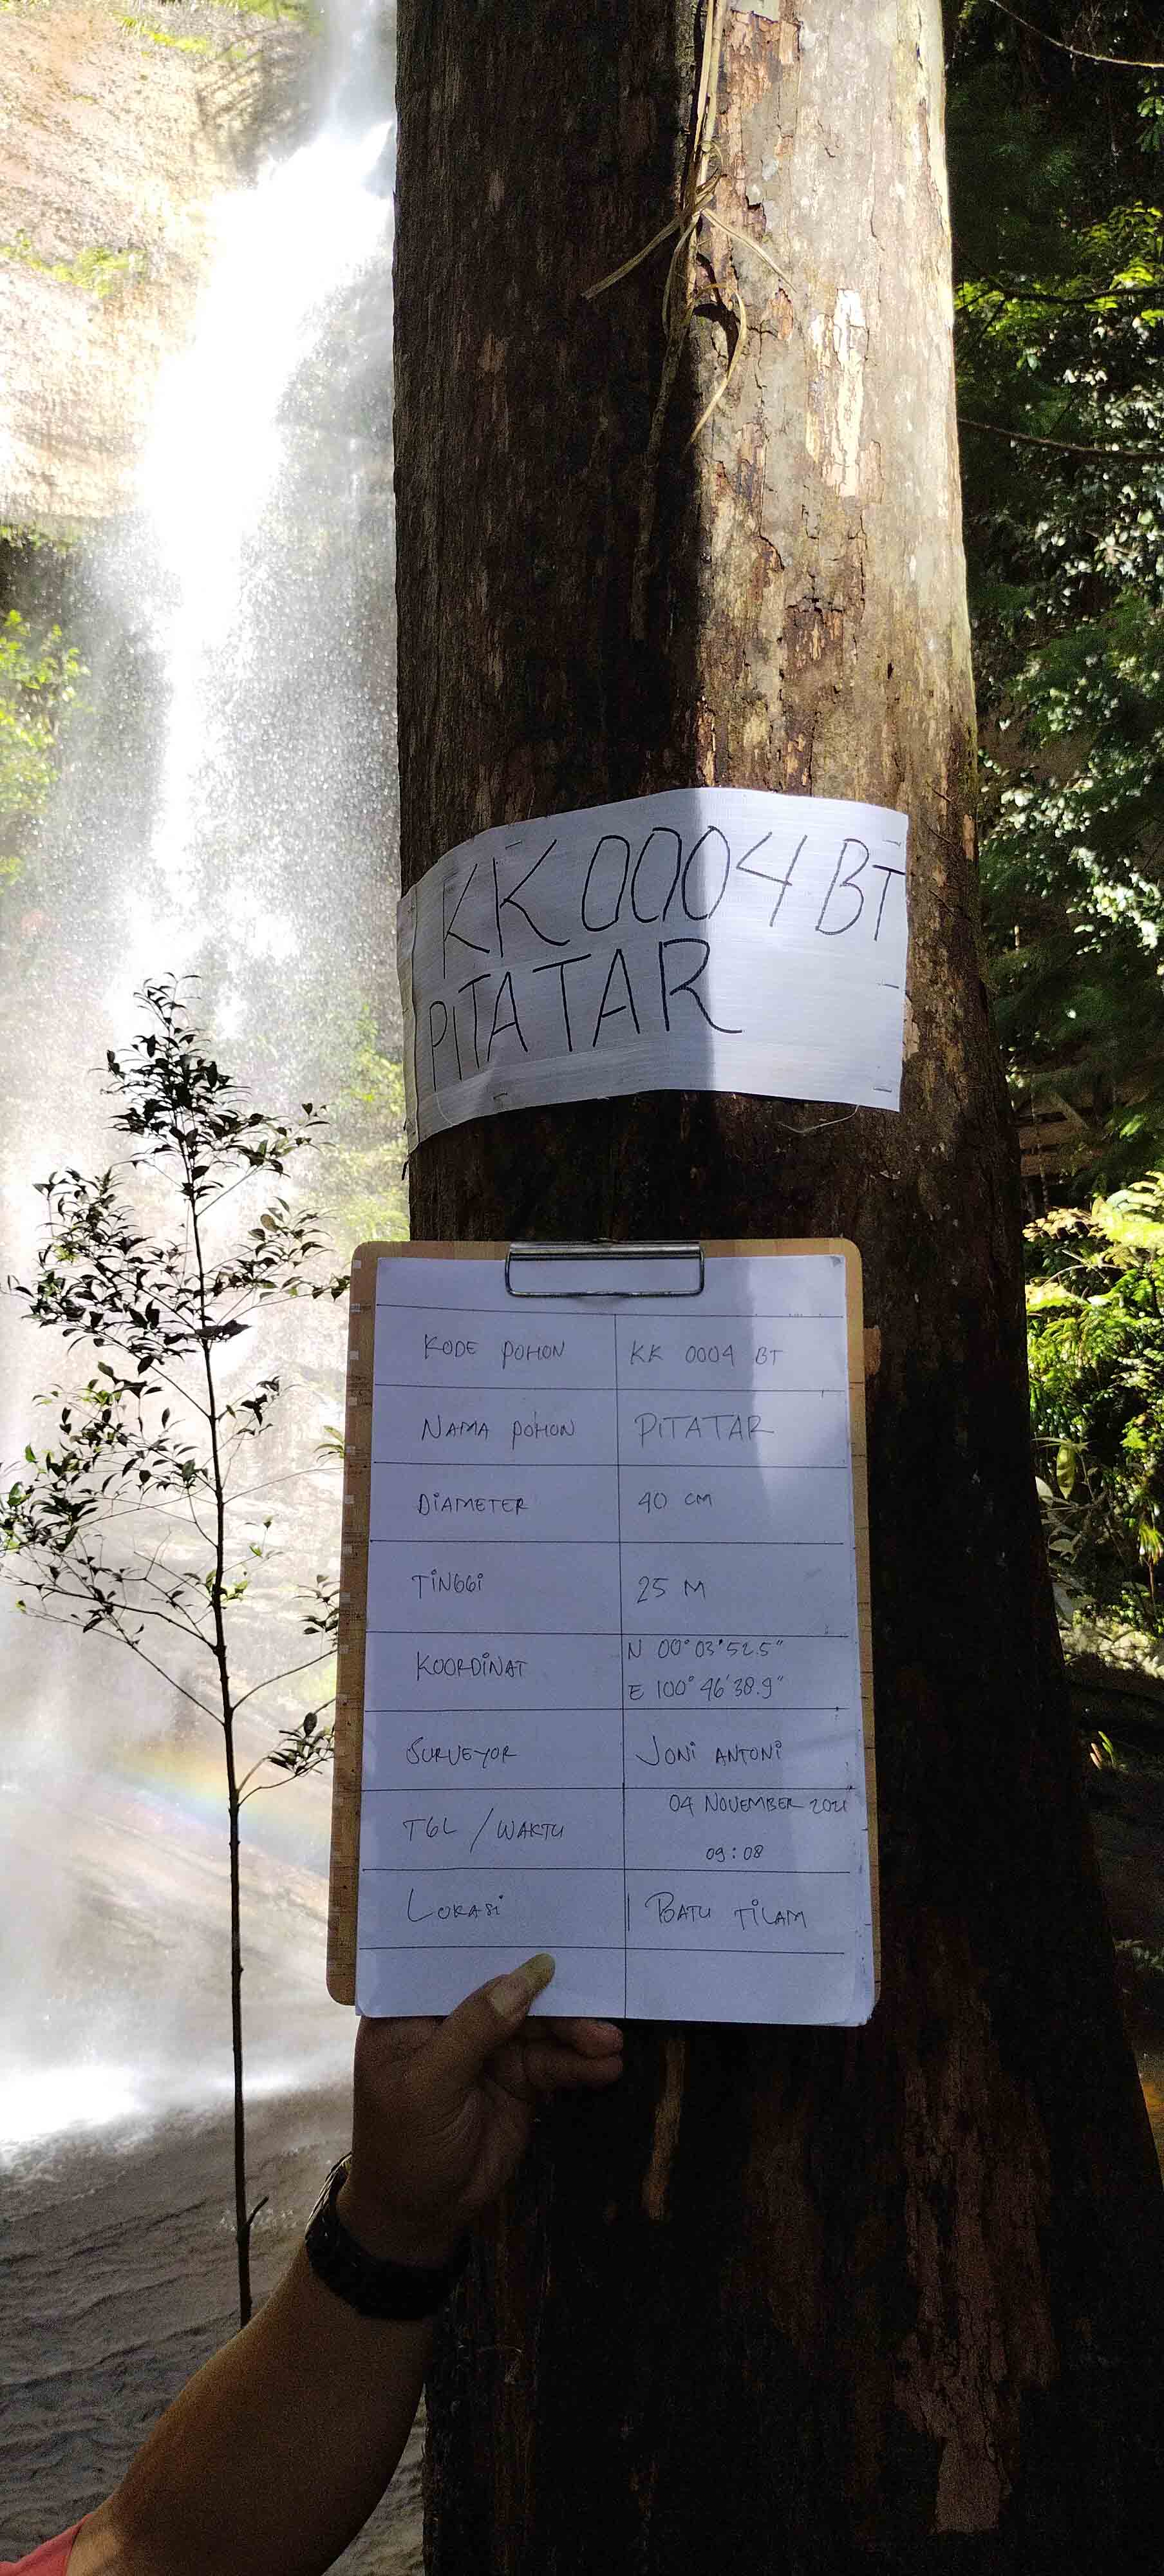 KK 0004 BT
PITATAR
KODE POHON KK 0004 BT
NAMA POHON PITATAR
DIAMETER 40 CM
TINGGI 25 M
KOORDINAT N 00° 03' 52.5"
E 100° 46' 38.9"
SURVEYOR JONI ANTONI
TGL / WAKTU 04 NOVEMBER 2021
09:08
LOKASI BATU TILAM